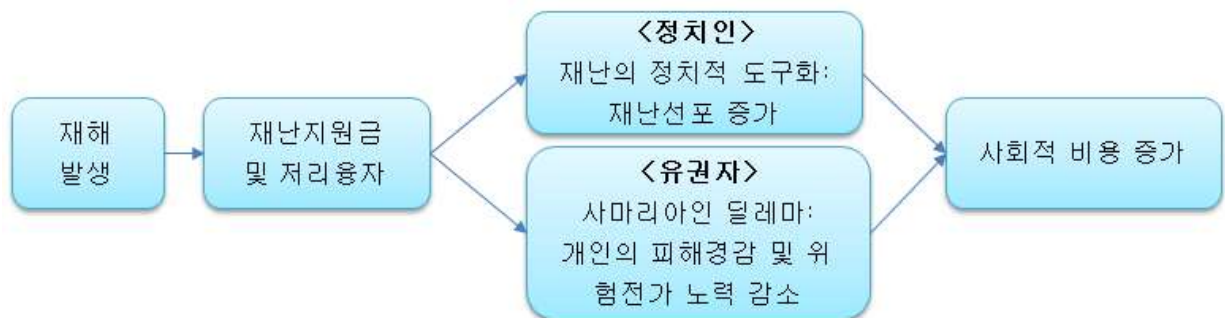 재해
발생
재난지원금
및 저리융자
<정치인>
재난의 정치적 도구화:
재난선포 증가
<유권자>
사마리아인 딜레마:
개인의 피해경감 및 위
험전가 노력 감소
사회적 비용 증가